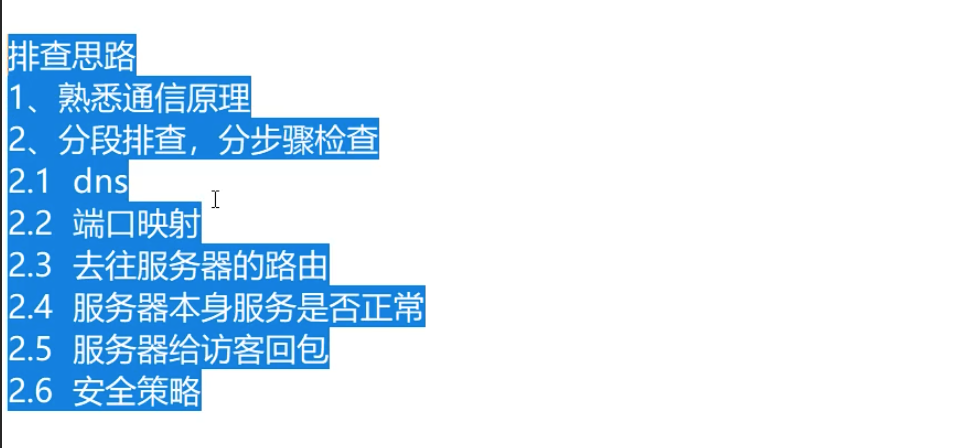 排查思路
1、熟悉通信原理
2、分段排查，分步骤检查
2.1 dns
2.2 端口映射
2.3 去往服务器的路由
2.4 服务器本身服务是否正常
2.5 服务器给访客回包
2.6 安全策略